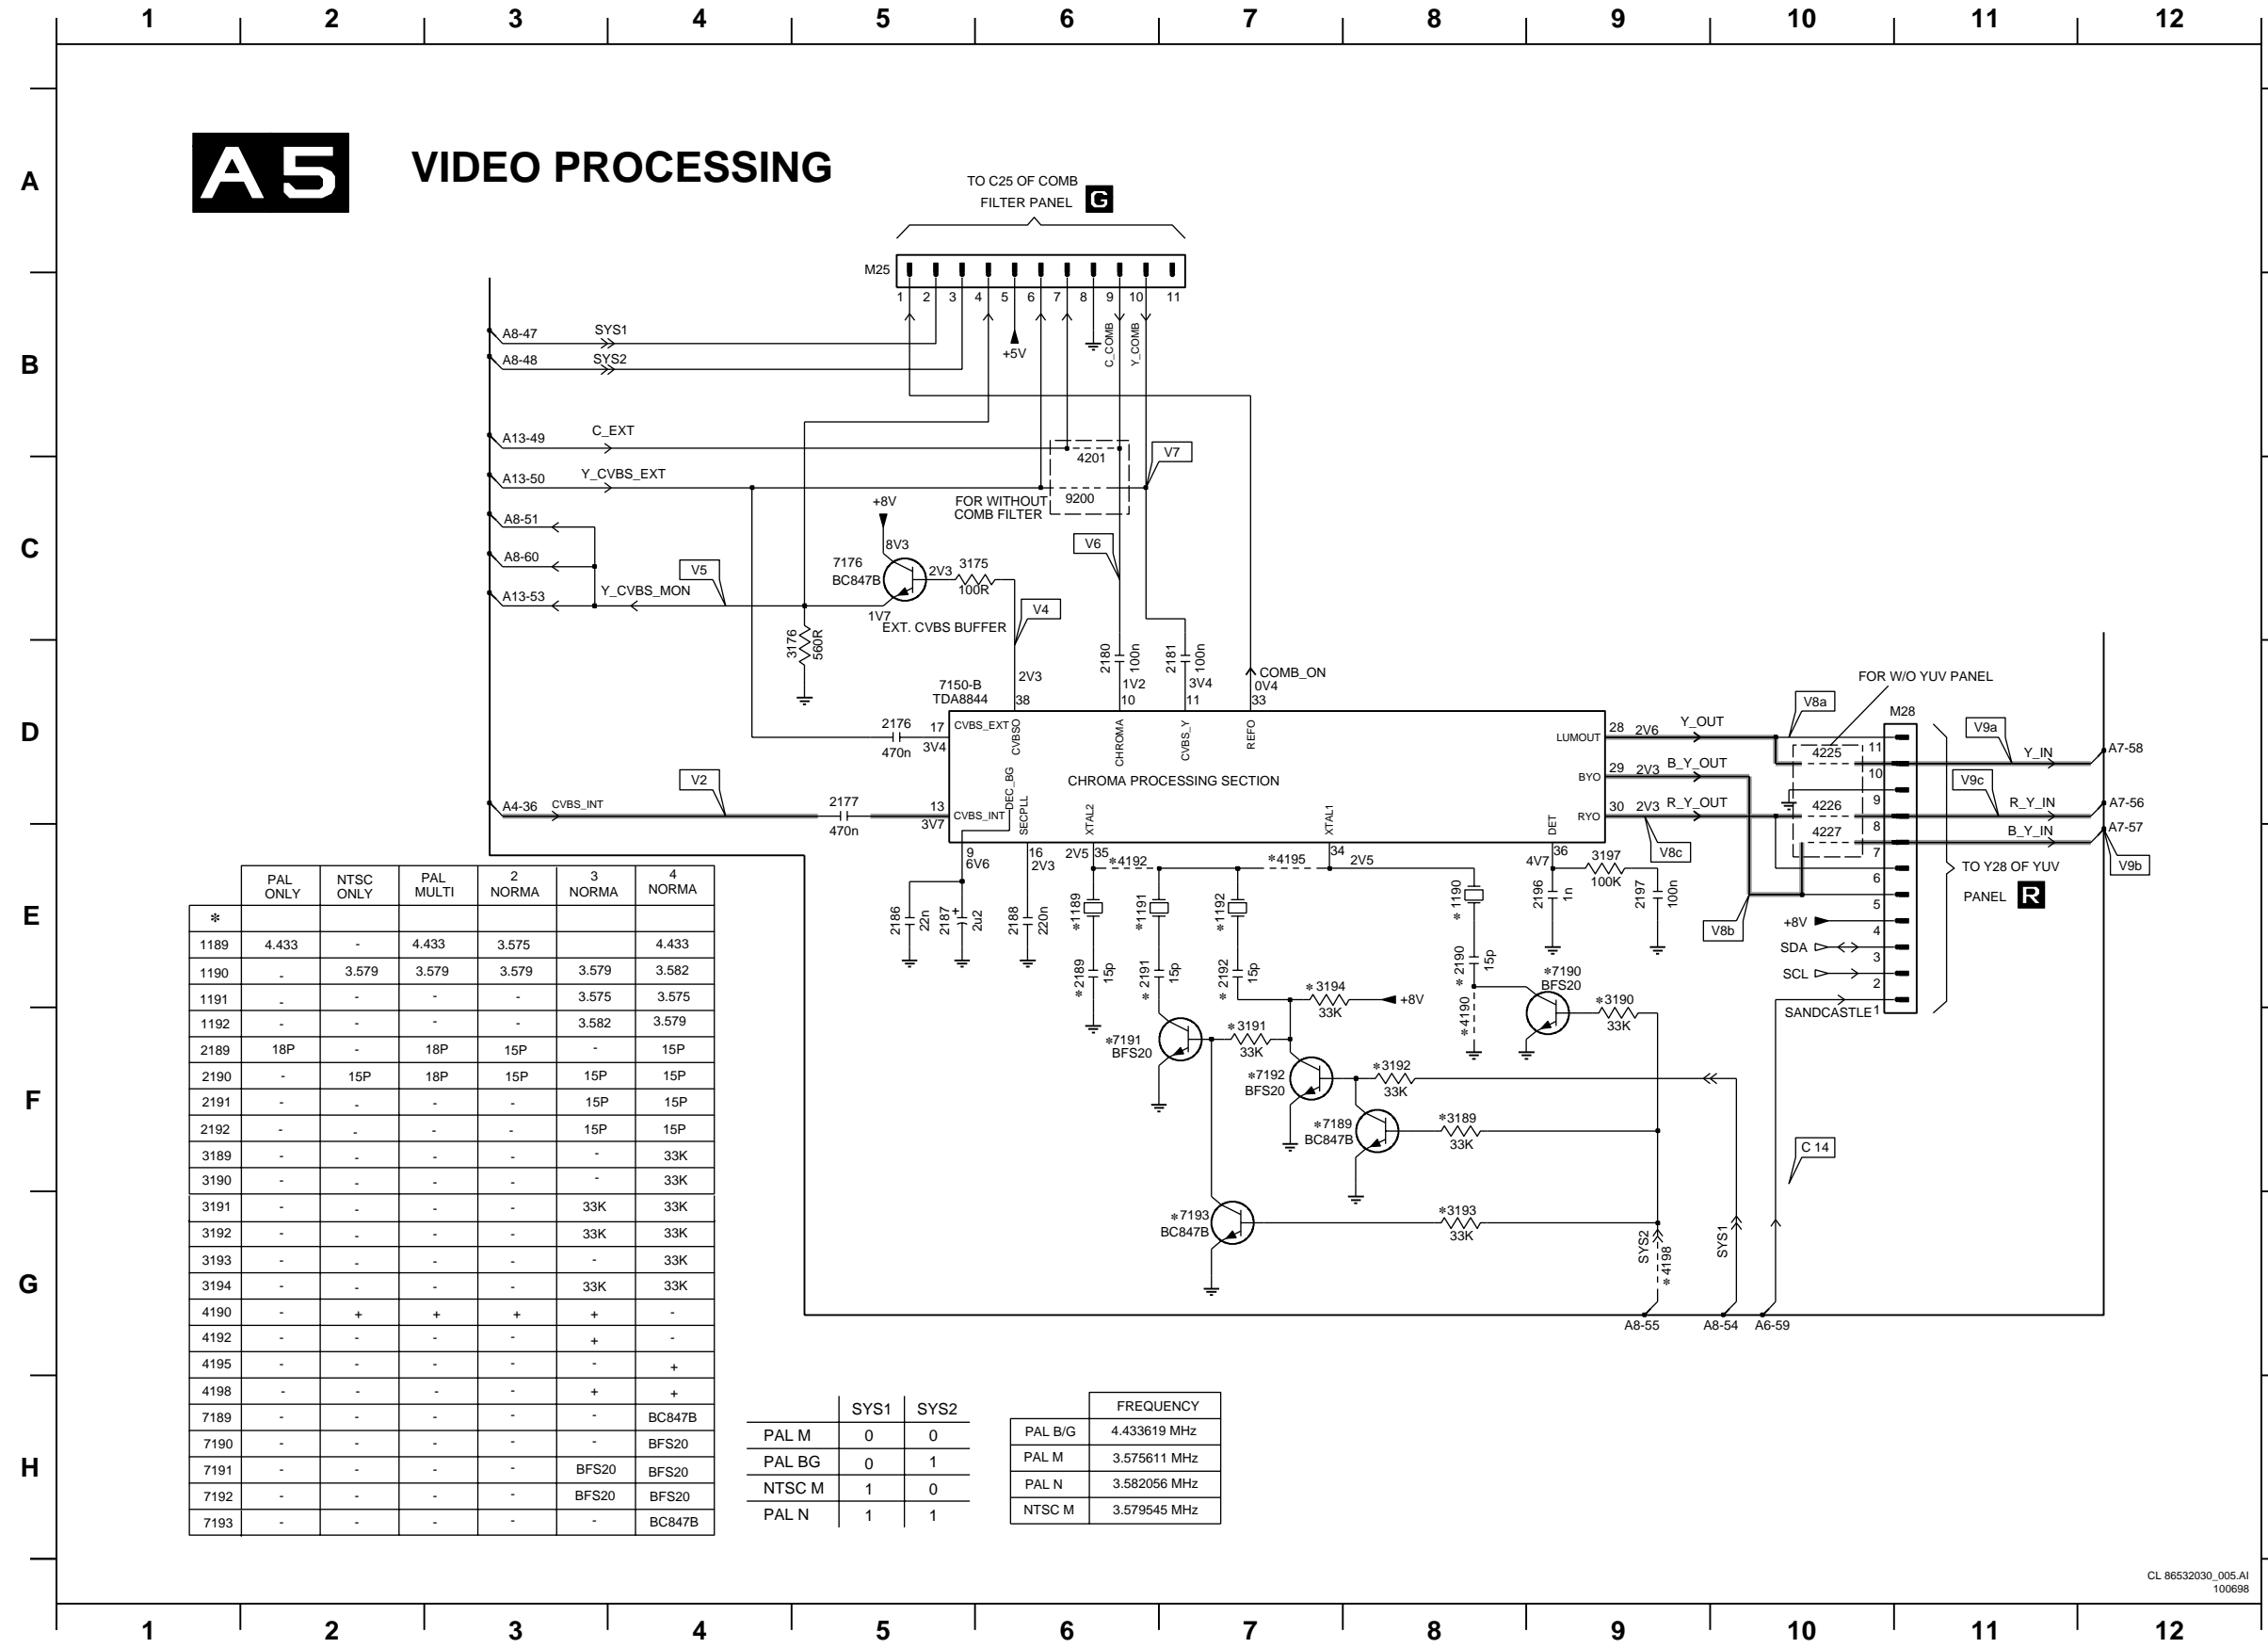 1 2 3 4 5 6 7 8 9 10 11 12
A
B
C
D
E
F
G
H
A5 VIDEO PROCESSING
TO C25 OF COMB
FILTER PANEL G
M25
1 2 3 4 5 6 7 8 9 10 11
A8-47 SYS1
A8-48 SYS2
+5V
C_COMB
Y_COMB
A13-49 C_EXT
A13-50 Y_CVBS_EXT
4201
9200
V7
FOR WITHOUT
COMB FILTER
A8-51
A8-60
A13-53
Y_CVBS_MON
V5
+8V
8V3
7176
BC847B
2V3
3175
100R
1V7
EXT. CVBS BUFFER
V4
V6
3176
560R
2180
100n
2181
100n
2V3
1V2
3V4
COMB_ON
0V4
7150-B
TDA8844
38
10
11
33
2176
470n
17
3V4
CVBS_EXT
CVBSO
CHROMA
CVBS_Y
REFO
CHROMA PROCESSING SECTION
A4-36 CVBS_INT
V2
2177
470n
13
3V7
CVBS_INT
DEC_BG
SECPLL
XTAL2
XTAL1
DET
LUMOUT
BYO
RYO
28 2V6 Y_OUT
29 2V3 B_Y_OUT
30 2V3 R_Y_OUT
V8a
V8c
V8b
FOR W/O YUV PANEL
M28
4225
4226
4227
11
10
9
8
7
6
5
4
3
2
1
V9a
Y_IN
A7-58
V9c
R_Y_IN
A7-56
B_Y_IN
A7-57
V9b
TO Y28 OF YUV
PANEL R
+8V
SDA
SCL
SANDCASTLE
9
6V6
16
2V3
2V5
35
34
2V5
4V7
36
*4192
*4195
2186
22n
2187
+
2u2
2188
220n
*1189
*1191
*1192
*1190
*2189
15p
*2191
15p
*2192
15p
*2190
15p
*4190
2196
1n
3197
100K
2197
100n
*3194
33K
+8V
*7190
BFS20
*3190
33K
*7191
BFS20
*3191
33K
*7192
BFS20
*3192
33K
*7189
BC847B
*3189
33K
*7193
BC847B
*3193
33K
SYS2
*4198
SYS1
C 14
A8-55
A8-54
A6-59
PAL ONLY NTSC ONLY PAL MULTI 2 NORMA 3 NORMA 4 NORMA
*
1189 4.433 - 4.433 3.575 4.433
1190 - 3.579 3.579 3.579 3.579 3.582
1191 - - - - 3.575 3.575
1192 - - - - 3.582 3.579
2189 18P - 18P 15P - 15P
2190 - 15P 18P 15P 15P 15P
2191 - - - - 15P 15P
2192 - - - - 15P 15P
3189 - - - - - 33K
3190 - - - - - 33K
3191 - - - - 33K 33K
3192 - - - - 33K 33K
3193 - - - - - 33K
3194 - - - - 33K 33K
4190 - + + + + -
4192 - - - - + -
4195 - - - - - +
4198 - - - - + +
7189 - - - - - BC847B
7190 - - - - - BFS20
7191 - - - - BFS20 BFS20
7192 - - - - BFS20 BFS20
7193 - - - - - BC847B
SYS1 SYS2
PAL M 0 0
PAL BG 0 1
NTSC M 1 0
PAL N 1 1
FREQUENCY
PAL B/G 4.433619 MHz
PAL M 3.575611 MHz
PAL N 3.582056 MHz
NTSC M 3.579545 MHz
CL 86532030_005.AI
100698
1 2 3 4 5 6 7 8 9 10 11 12